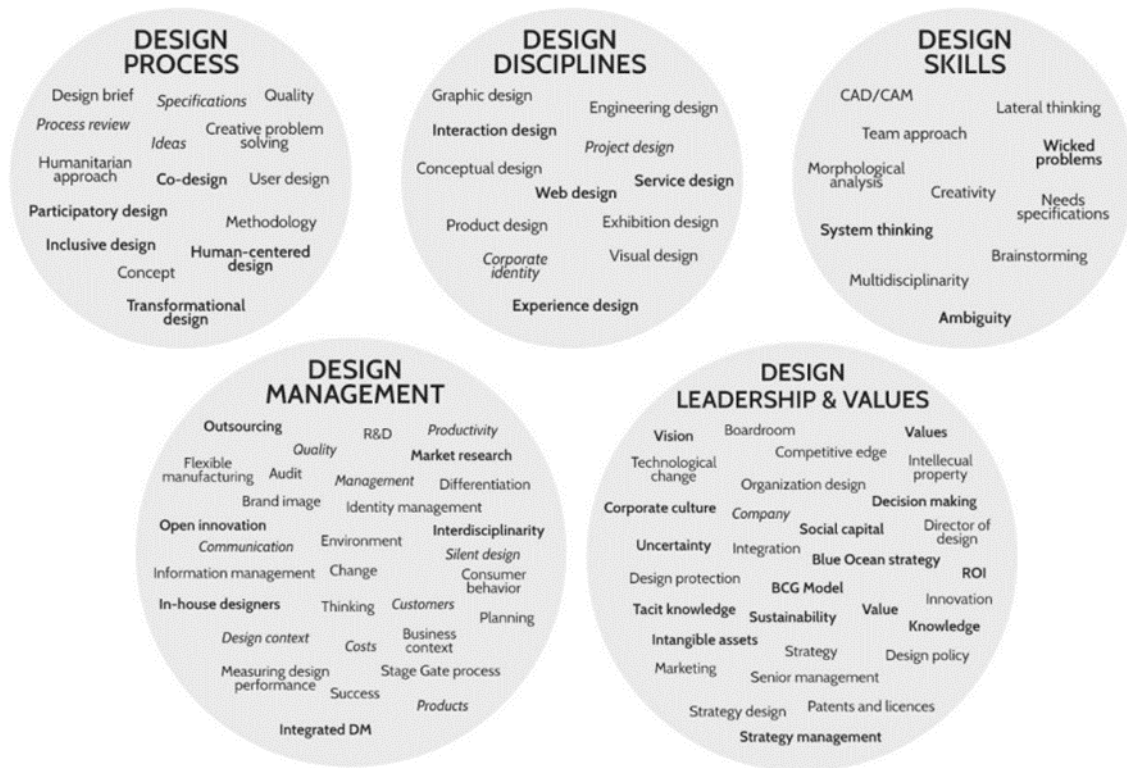 DESIGN
PROCESS
Design brief
Specifications
Quality
Process review
Ideas
Creative problem
solving
Humanitarian
approach
Co-design
User design
Participatory design
Methodology
Inclusive design
Human-centered
design
Concept
Transformational
design
DESIGN
DISCIPLINES
Graphic design
Engineering design
Interaction design
Project design
Conceptual design
Service design
Web design
Product design
Exhibition design
Corporate
identity
Visual design
Experience design
DESIGN
SKILLS
CAD/CAM
Lateral thinking
Team approach
Wicked
problems
Morphological
analysis
Creativity
Needs
specifications
System thinking
Brainstorming
Multidisciplinarity
Ambiguity
DESIGN
MANAGEMENT
Outsourcing
R&D
Productivity
Quality
Market research
Flexible
manufacturing
Audit
Management
Differentiation
Brand image
Identity management
Open innovation
Interdisciplinarity
Communication
Environment
Silent design
Information management
Change
Consumer
behavior
In-house designers
Thinking
Customers
Planning
Design context
Costs
Business
context
Measuring design
performance
Stage Gate process
Success
Products
Integrated DM
DESIGN
LEADERSHIP & VALUES
Vision
Boardroom
Values
Competitive edge
Technological
change
Intellecual
property
Organization design
Decision making
Corporate culture
Company
Social capital
Director of
design
Uncertainty
Integration
Blue Ocean strategy
ROI
Design protection
BCG Model
Innovation
Tacit knowledge
Sustainability
Value
Knowledge
Intangible assets
Strategy
Design policy
Marketing
Senior management
Strategy design
Patents and licences
Strategy management